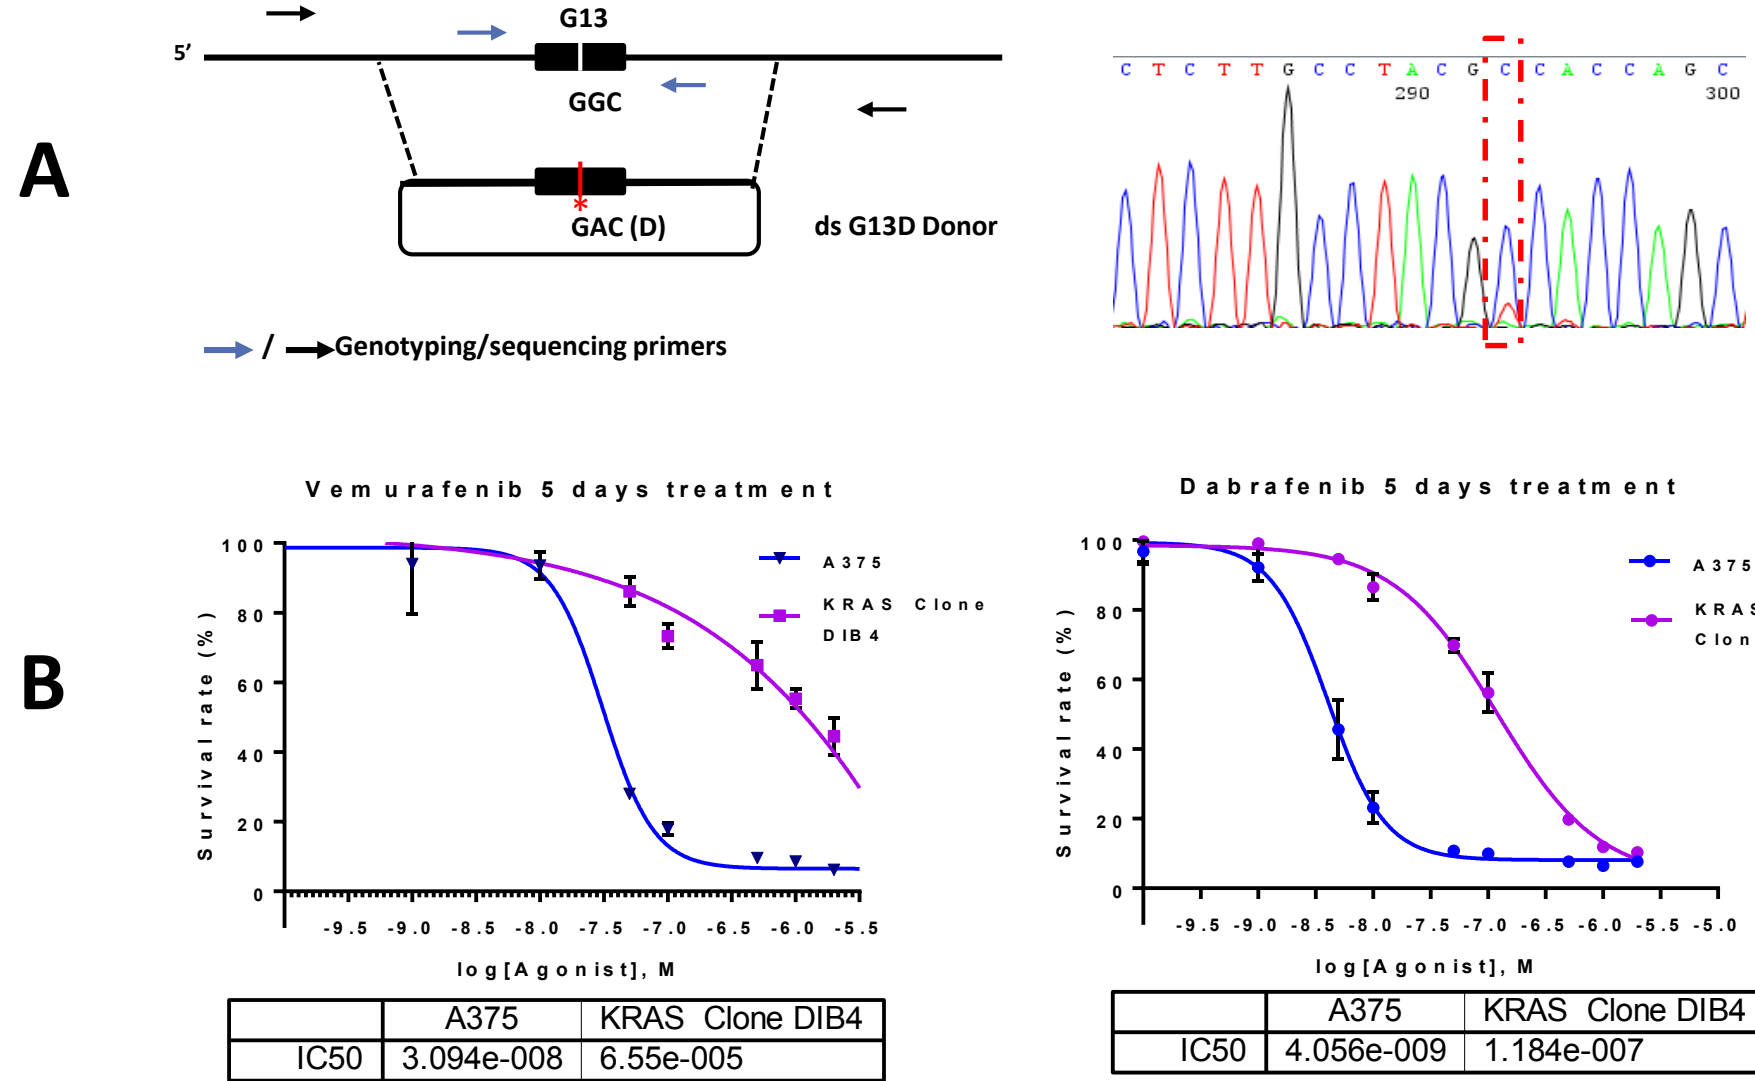 A
G13
5’
GGC
*
GAC (D)
ds G13D Donor
/ Genotyping/sequencing primers
C T C T T G C C T A C G C C A C C A G C
290 300
B
Vemurafenib 5 days treatment
Survival rate (%)
100
80
60
40
20
0
-9.5 -9.0 -8.5 -8.0 -7.5 -7.0 -6.5 -6.0 -5.5
log[Agonist], M
A375
KRAS Clone
DIB4
A375 KRAS Clone DIB4
IC50 3.094e-008 6.55e-005
Dabrafenib 5 days treatment
Survival rate (%)
100
80
60
40
20
0
-9.5 -9.0 -8.5 -8.0 -7.5 -7.0 -6.5 -6.0 -5.5 -5.0
log[Agonist], M
A375
KRAS
Clon
A375 KRAS Clone DIB4
IC50 4.056e-009 1.184e-007